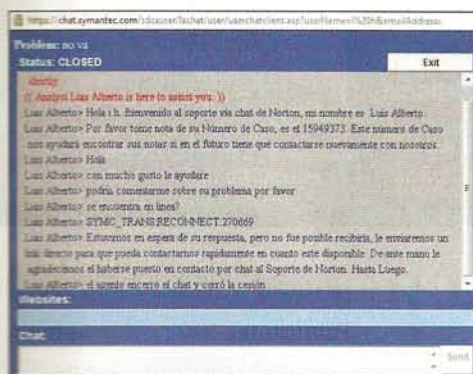 https://chat.symantec.com/sdcxuser/lachat/user/userchatclient.asp?userName=i%20h&emailAddress=
Problem: no va
Status: CLOSED
Exit
shortly.
(( Analyst Luis Alberto is here to assist you. ))
Luis Alberto> Hola i h. Bienvenido al soporte via chat de Norton, mi nombre es Luis Alberto.
Luis Alberto> Por favor tome nota de su Número de Caso, es el 15949373. Este número de Caso
nos ayudará encontrar sus notas si en el futuro tiene que contactarse nuevamente con nosotros.
Luis Alberto> Hola
Luis Alberto> con mucho gusto le ayudare
Luis Alberto> podria comentarme sobre su problema por favor
Luis Alberto> se encuentra en linea?
Luis Alberto> SYMC_TRANS:RECONNECT:270669
Luis Alberto> Estuvimos en espera de su respuesta, pero no fue posible recibirla, le enviaremos un
link directo para que pueda contactarnos rapidamente en cuanto este disponible. De ante mano le
agradecemos el haberse puesto en contacto por chat al Soporte de Norton. Hasta Luego.
Luis Alberto> el agente encerro el chat y cerró la cesión
Websites:
Chat:
Send